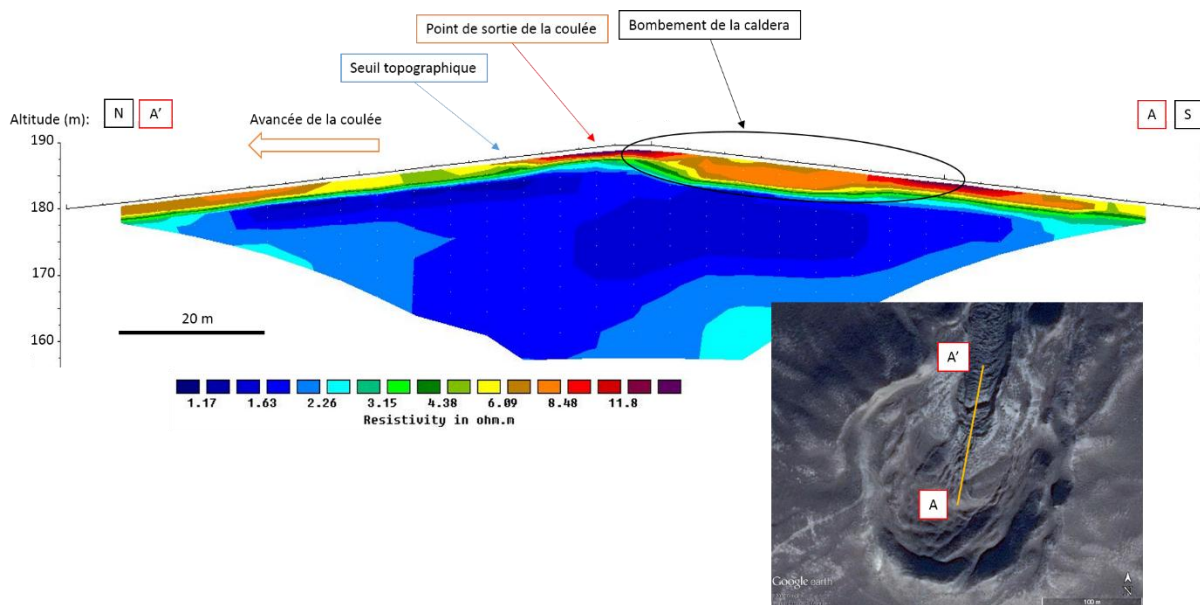 Bombement de la caldera
Point de sortie de la coulée
Seuil topographique
Altitude (m): N A' A S
Avancée de la coulée
190
180
170
160
20 m
1.17 1.63 2.26 3.15 4.38 6.09 8.48 11.8
Resistivity in ohm.m
A'
A
Google earth
N
100 m